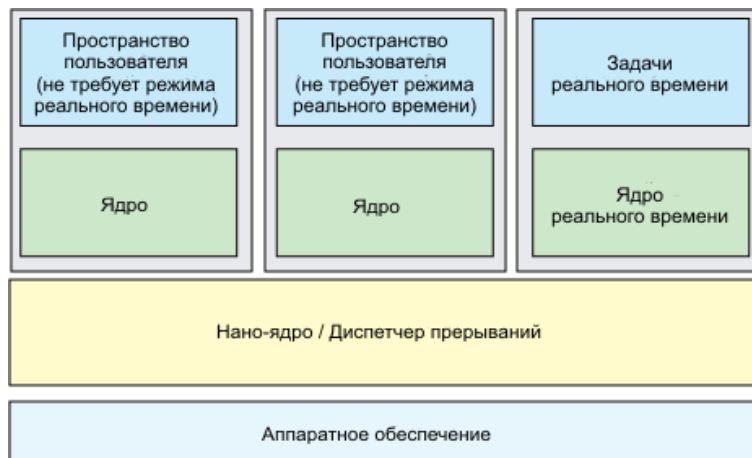 Пространство
пользователя
(не требует режима
реального времени)
Пространство
пользователя
(не требует режима
реального времени)
Задачи
реального времени
Ядро
Ядро
Ядро
реального времени
Нано-ядро / Диспетчер прерываний
Аппаратное обеспечение